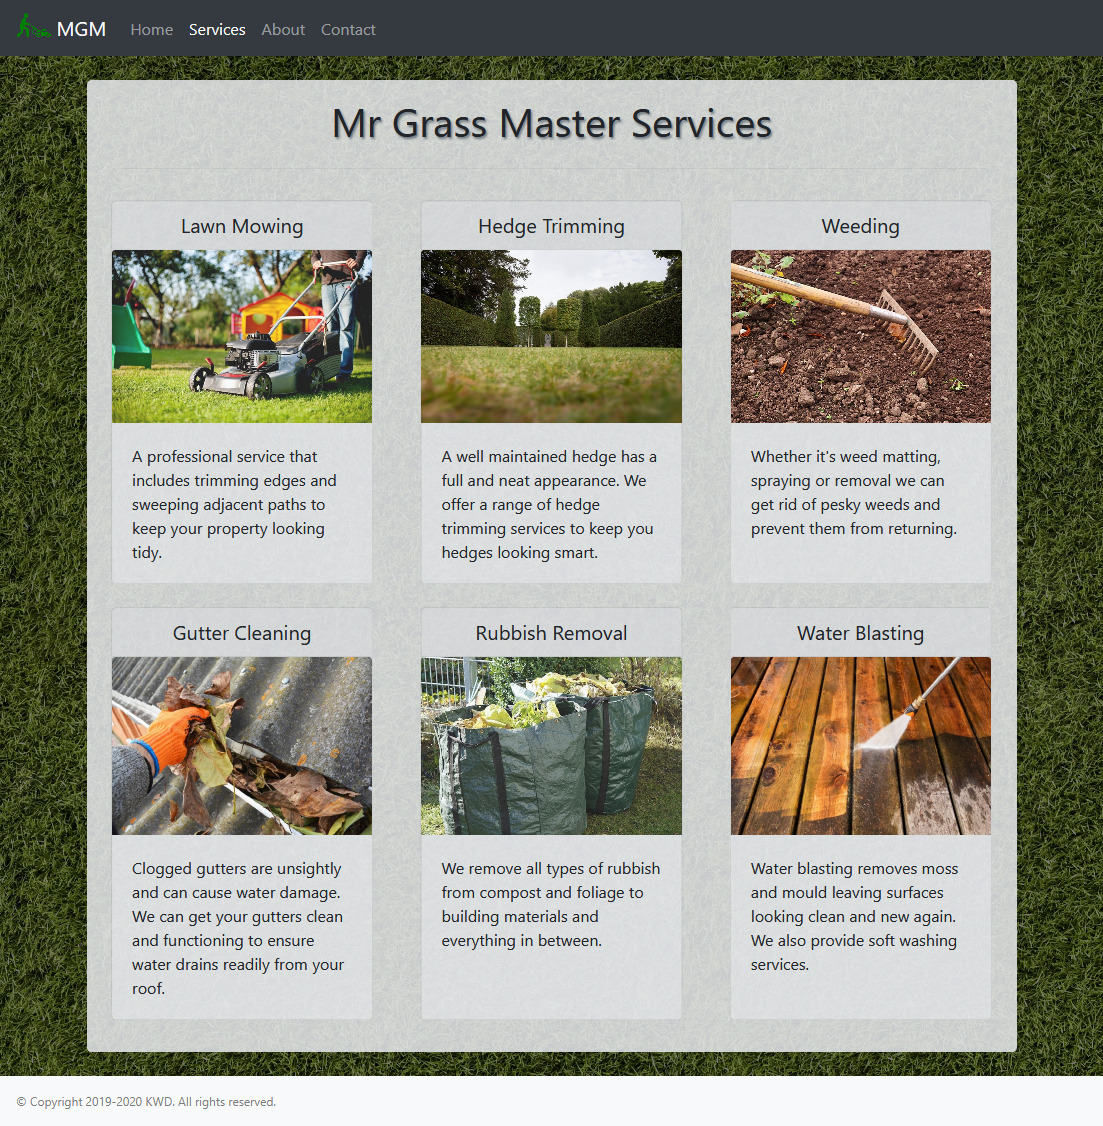 MGM Home Services About Contact
Mr Grass Master Services
Lawn Mowing
A professional service that
includes trimming edges and
sweeping adjacent paths to
keep your property looking
tidy.
Hedge Trimming
A well maintained hedge has a
full and neat appearance. We
offer a range of hedge
trimming services to keep you
hedges looking smart.
Weeding
Whether it's weed matting,
spraying or removal we can
get rid of pesky weeds and
prevent them from returning.
Gutter Cleaning
Clogged gutters are unsightly
and can cause water damage.
We can get your gutters clean
and functioning to ensure
water drains readily from your
roof.
Rubbish Removal
We remove all types of rubbish
from compost and foliage to
building materials and
everything in between.
Water Blasting
Water blasting removes moss
and mould leaving surfaces
looking clean and new again.
We also provide soft washing
services.
© Copyright 2019-2020 KWD. All rights reserved.